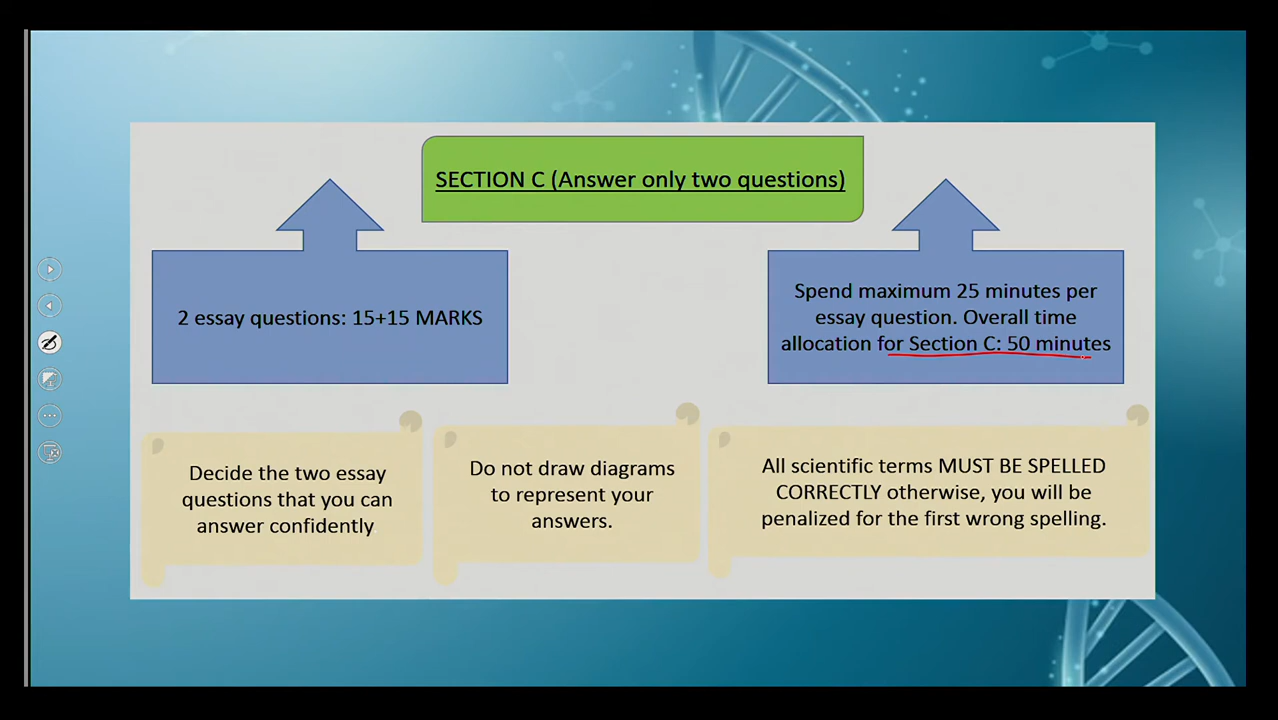 SECTION C (Answer only two questions)
2 essay questions: 15+15 MARKS
Spend maximum 25 minutes per
essay question. Overall time
allocation for Section C: 50 minutes
Decide the two essay
questions that you can
answer confidently
Do not draw diagrams
to represent your
answers.
All scientific terms MUST BE SPELLED
CORRECTLY otherwise, you will be
penalized for the first wrong spelling.